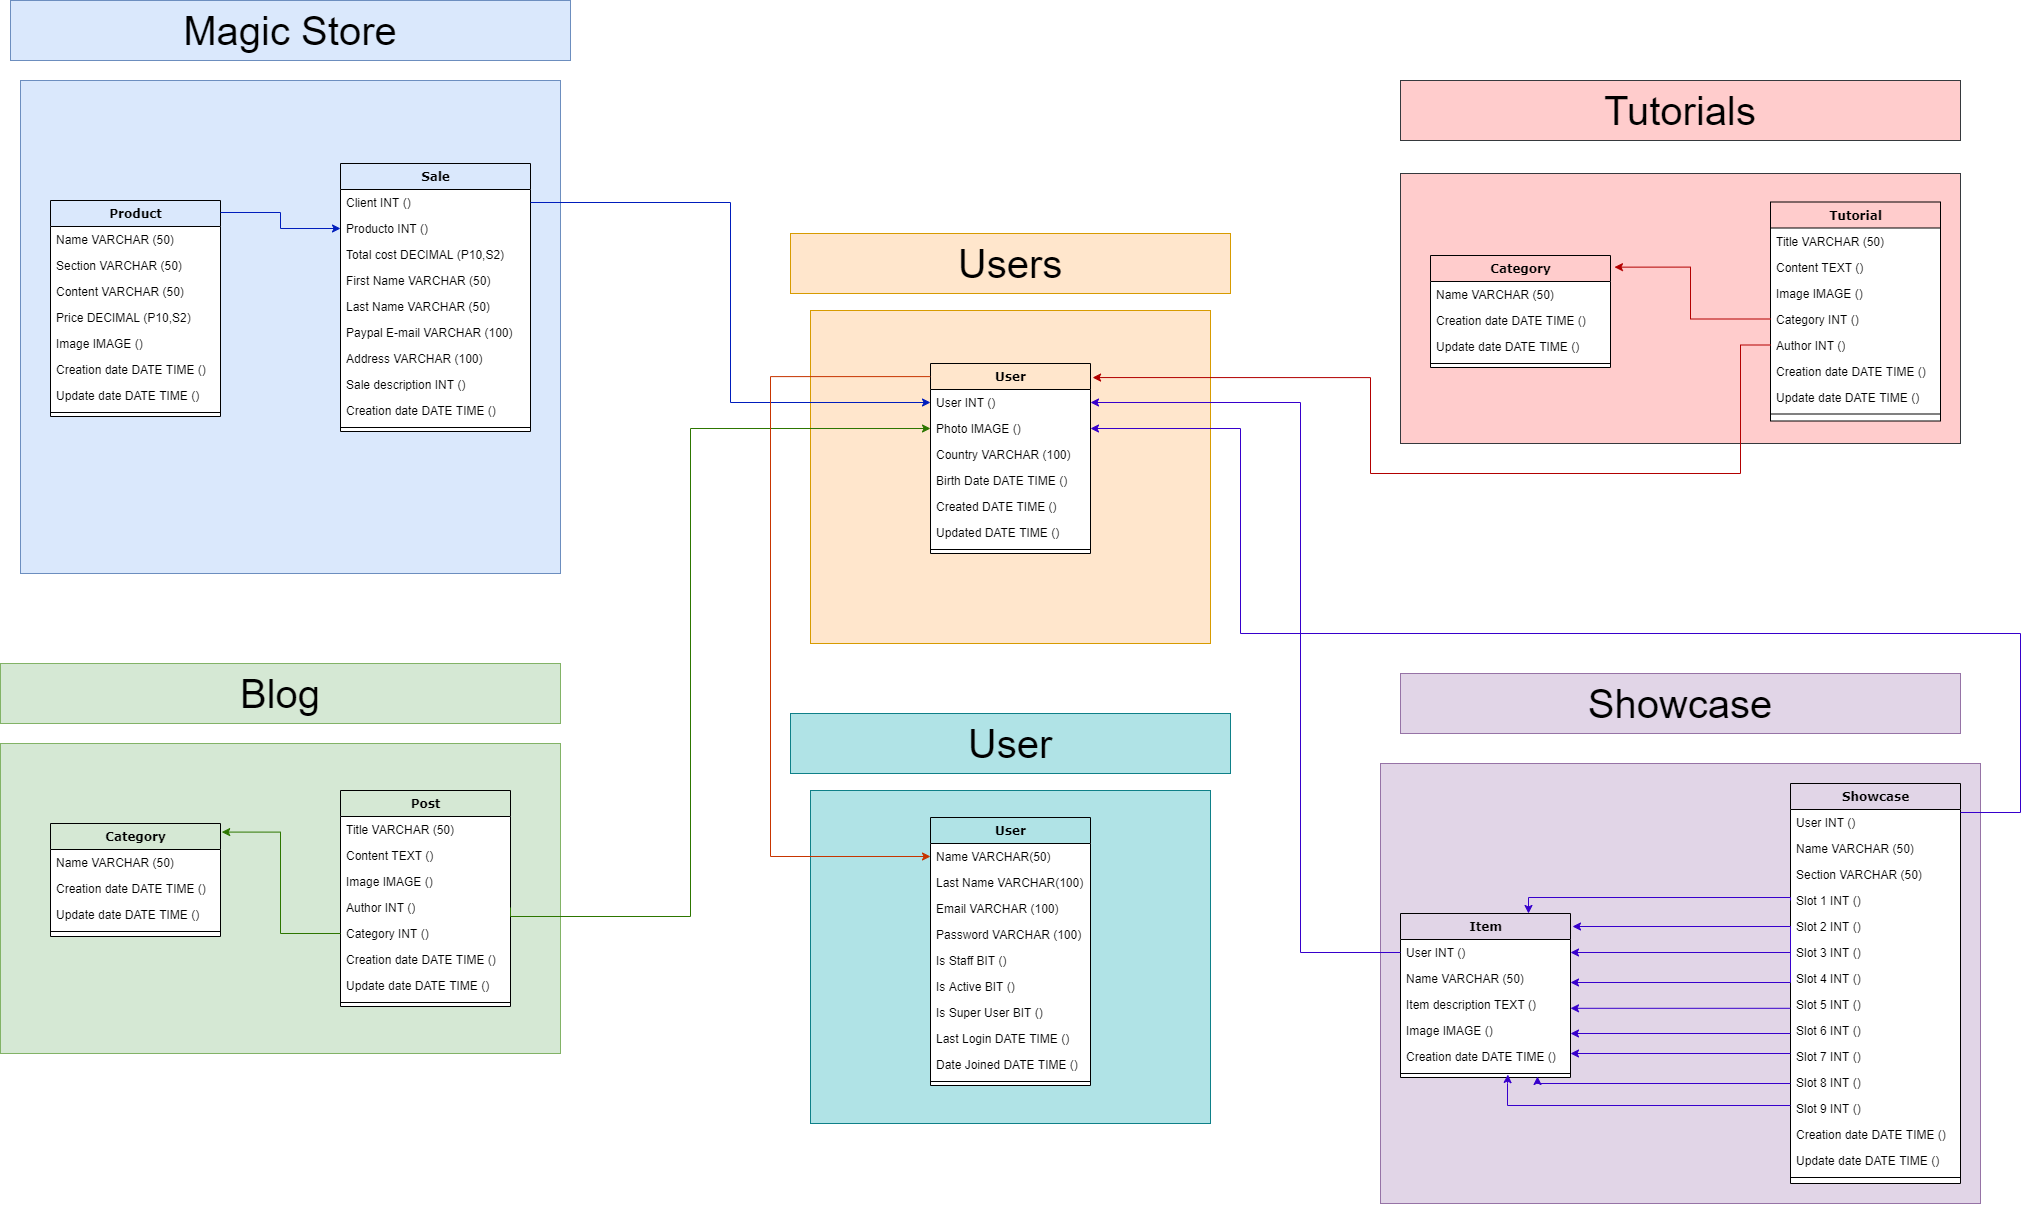 Magic Store
Product
Name VARCHAR (50)
Section VARCHAR (50)
Content VARCHAR (50)
Price DECIMAL (P10,S2)
Image IMAGE ()
Creation date DATE TIME ()
Update date DATE TIME ()
Sale
Client INT ()
Producto INT ()
Total cost DECIMAL (P10,S2)
First Name VARCHAR (50)
Last Name VARCHAR (50)
Paypal E-mail VARCHAR (100)
Address VARCHAR (100)
Sale description INT ()
Creation date DATE TIME ()
Users
User
User INT ()
Photo IMAGE ()
Country VARCHAR (100)
Birth Date DATE TIME ()
Created DATE TIME ()
Updated DATE TIME ()
Tutorials
Category
Name VARCHAR (50)
Creation date DATE TIME ()
Update date DATE TIME ()
Tutorial
Title VARCHAR (50)
Content TEXT ()
Image IMAGE ()
Category INT ()
Author INT ()
Creation date DATE TIME ()
Update date DATE TIME ()
Blog
Category
Name VARCHAR (50)
Creation date DATE TIME ()
Update date DATE TIME ()
Post
Title VARCHAR (50)
Content TEXT ()
Image IMAGE ()
Author INT ()
Category INT ()
Creation date DATE TIME ()
Update date DATE TIME ()
User
User
Name VARCHAR(50)
Last Name VARCHAR(100)
Email VARCHAR (100)
Password VARCHAR (100)
Is Staff BIT ()
Is Active BIT ()
Is Super User BIT ()
Last Login DATE TIME ()
Date Joined DATE TIME ()
Showcase
Item
User INT ()
Name VARCHAR (50)
Item description TEXT ()
Image IMAGE ()
Creation date DATE TIME ()
Showcase
User INT ()
Name VARCHAR (50)
Section VARCHAR (50)
Slot 1 INT ()
Slot 2 INT ()
Slot 3 INT ()
Slot 4 INT ()
Slot 5 INT ()
Slot 6 INT ()
Slot 7 INT ()
Slot 8 INT ()
Slot 9 INT ()
Creation date DATE TIME ()
Update date DATE TIME ()